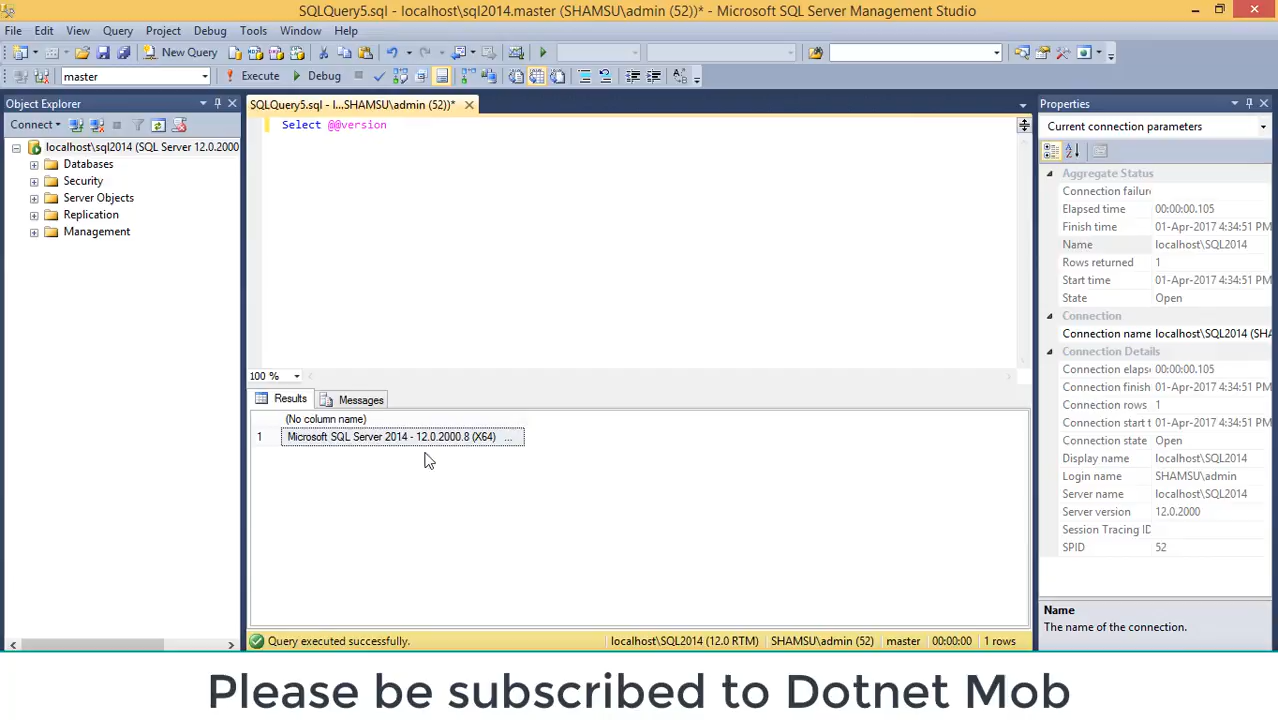 SQLQuery5.sql - localhost\sql2014.master (SHAMSU\admin (52))* - Microsoft SQL Server Management Studio
File Edit View Query Project Debug Tools Window Help
New Query
master Execute Debug
Object Explorer
Connect
localhost\sql2014 (SQL Server 12.0.2000
Databases
Security
Server Objects
Replication
Management
SQLQuery5.sql - l...SHAMSU\admin (52))*
Select @@version
100 %
Results Messages
(No column name)
1 Microsoft SQL Server 2014 - 12.0.2000.8 (X64) ...
Query executed successfully. localhost\SQL2014 (12.0 RTM) SHAMSU\admin (52) master 00:00:00 1 rows
Properties
Current connection parameters
Aggregate Status
Connection failure
Elapsed time 00:00:00.105
Finish time 01-Apr-2017 4:34:51 PM
Name localhost\SQL2014
Rows returned 1
Start time 01-Apr-2017 4:34:51 PM
State Open
Connection
Connection name localhost\SQL2014 (SHA
Connection Details
Connection elaps 00:00:00.105
Connection finish 01-Apr-2017 4:34:51 PM
Connection rows 1
Connection start t 01-Apr-2017 4:34:51 PM
Connection state Open
Display name localhost\SQL2014
Login name SHAMSU\admin
Server name localhost\SQL2014
Server version 12.0.2000
Session Tracing ID
SPID 52
Name
The name of the connection.
Please be subscribed to Dotnet Mob